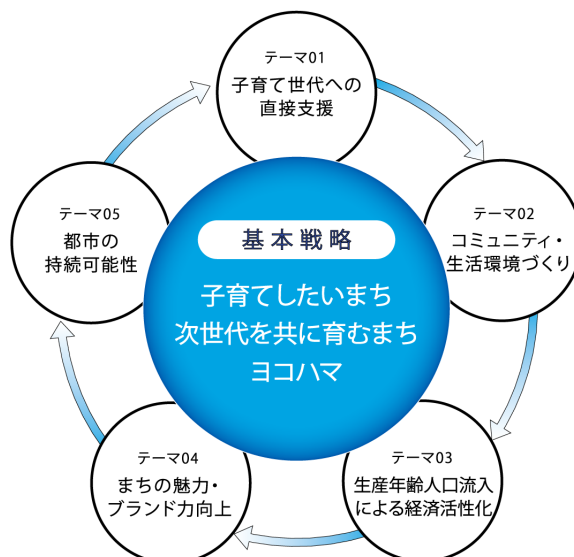 テーマ01
子育て世代への
直接支援
テーマ02
コミュニティ・
生活環境づくり
テーマ03
生産年齢人口流入
による経済活性化
テーマ04
まちの魅力・
ブランド力向上
テーマ05
都市の
持続可能性
基本戦略
子育てしたいまち
次世代を共に育むまち
ヨコハマ